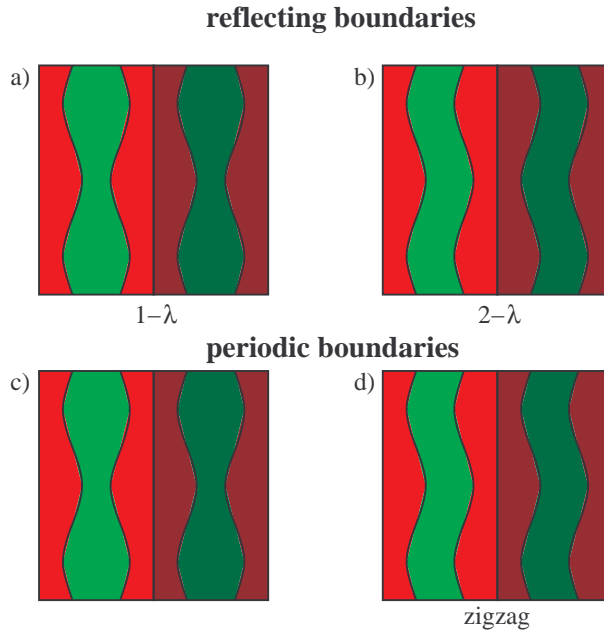 reflecting boundaries
a) b)
1–λ 2–λ
periodic boundaries
c) d)
zigzag